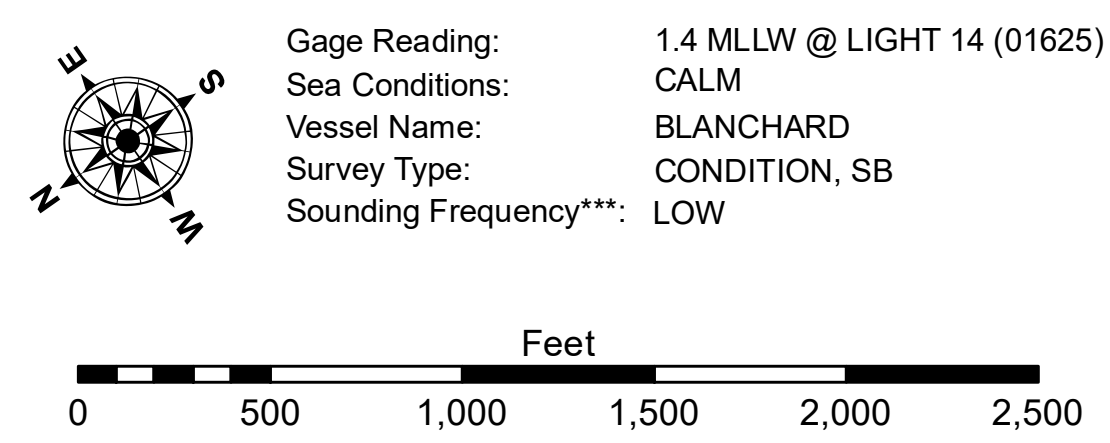 E
S
N
W
Gage Reading: 1.4 MLLW @ LIGHT 14 (01625)
Sea Conditions: CALM
Vessel Name: BLANCHARD
Survey Type: CONDITION, SB
Sounding Frequency***: LOW
Feet
0 500 1,000 1,500 2,000 2,500